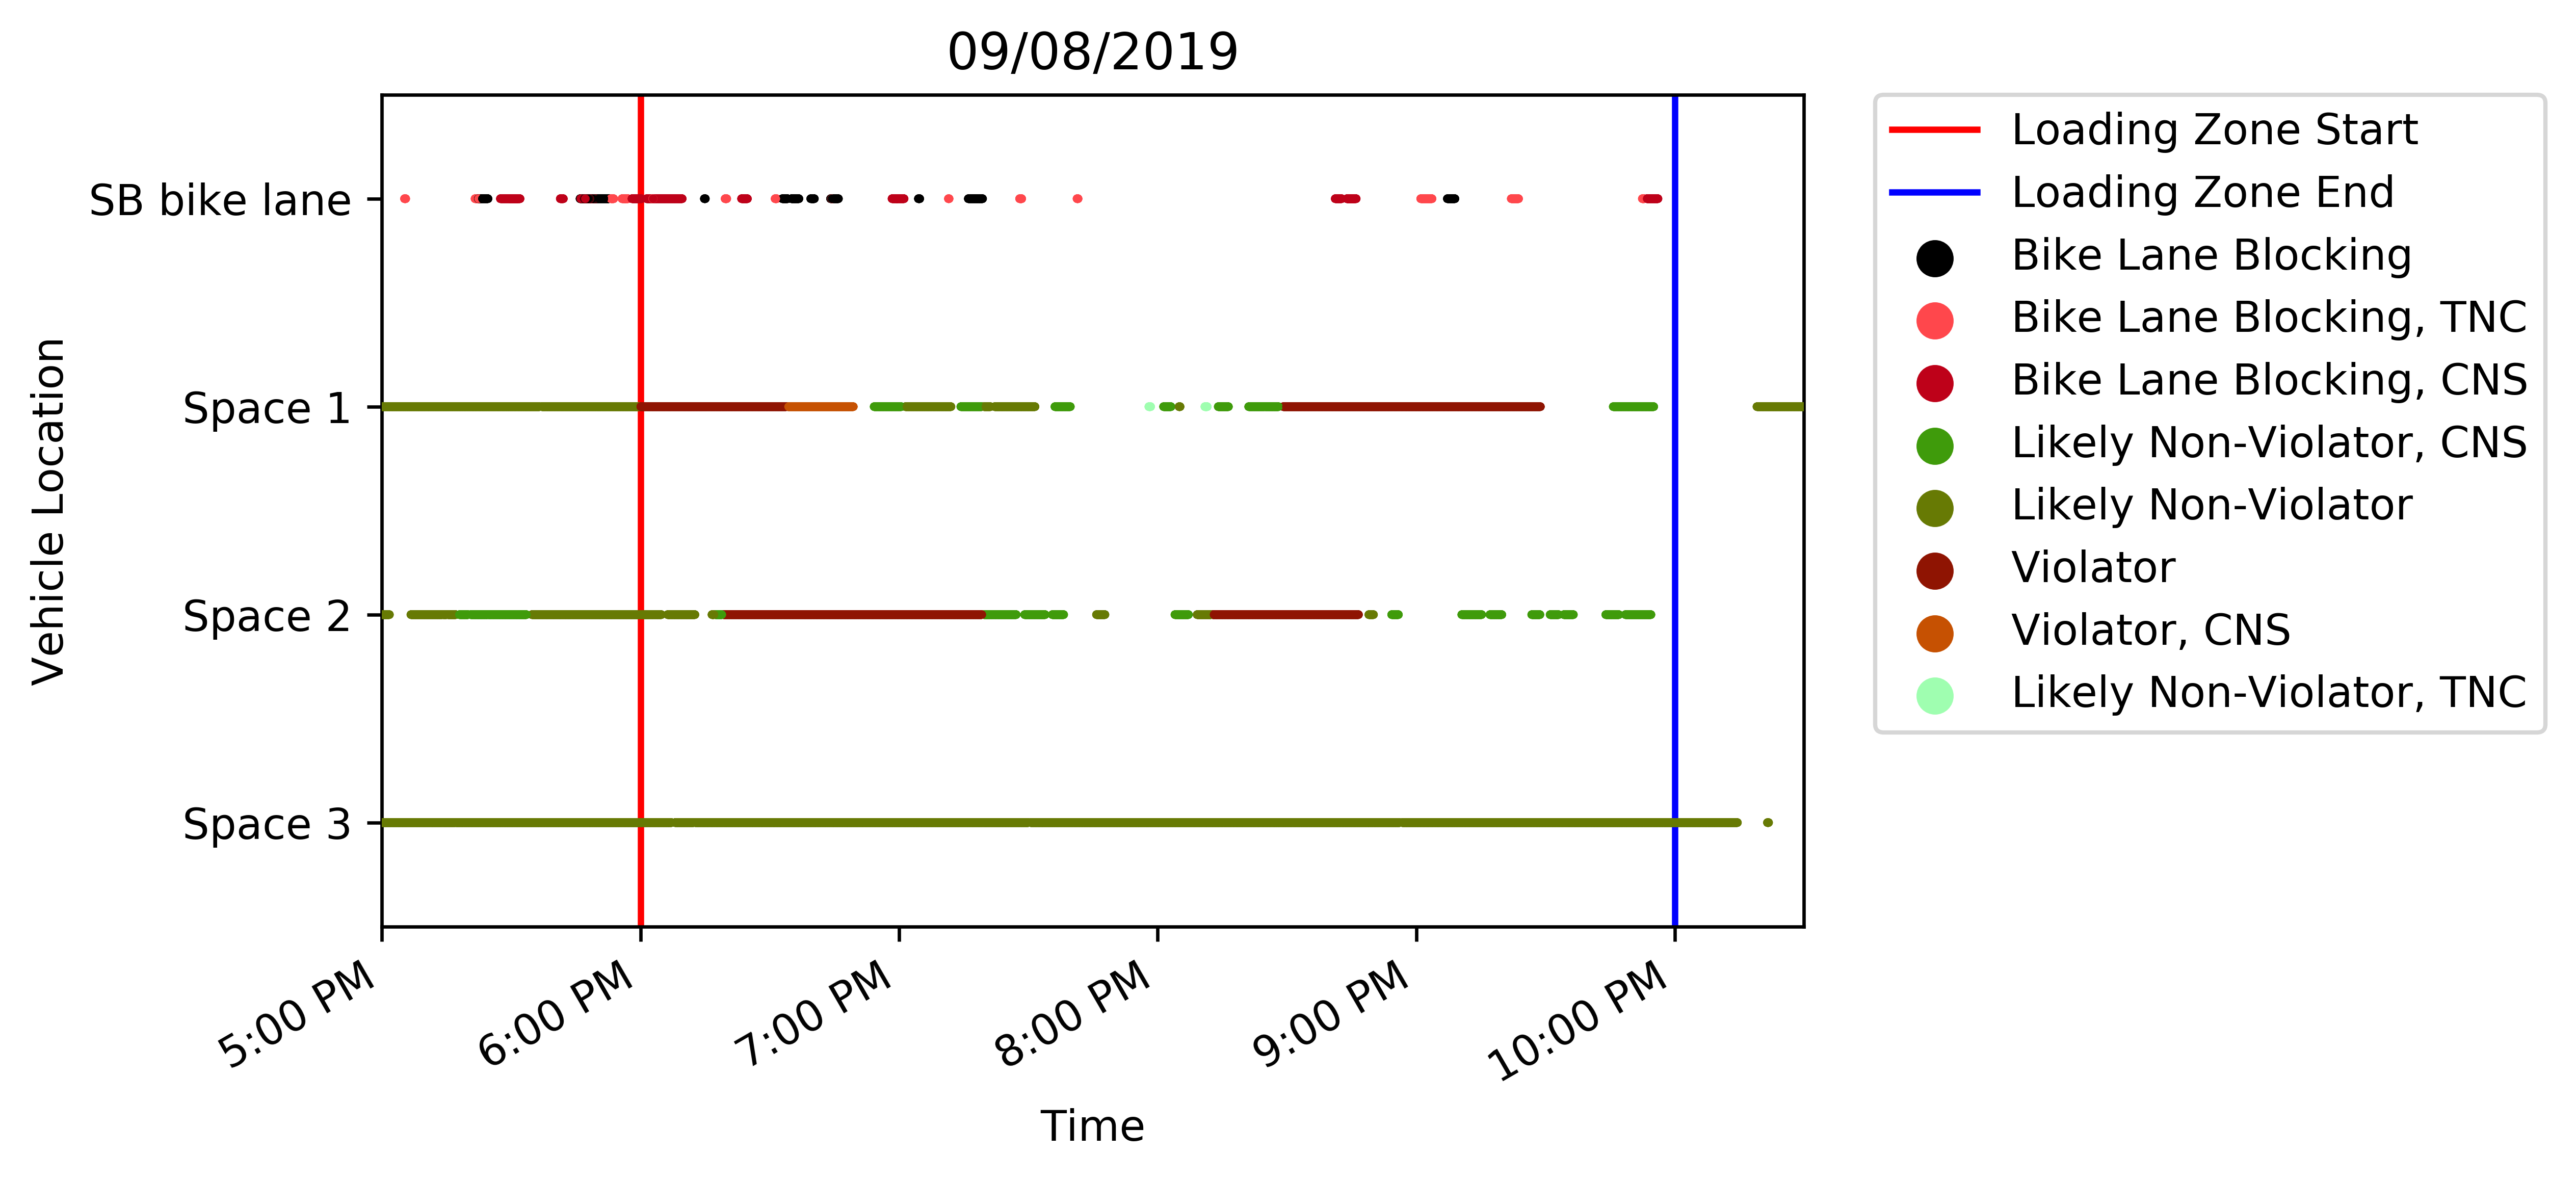 09/08/2019
Loading Zone Start
Loading Zone End
Bike Lane Blocking
Bike Lane Blocking, TNC
Bike Lane Blocking, CNS
Likely Non-Violator, CNS
Likely Non-Violator
Violator
Violator, CNS
Likely Non-Violator, TNC
Vehicle Location
SB bike lane
Space 1
Space 2
Space 3
5:00 PM
6:00 PM
7:00 PM
8:00 PM
9:00 PM
10:00 PM
Time